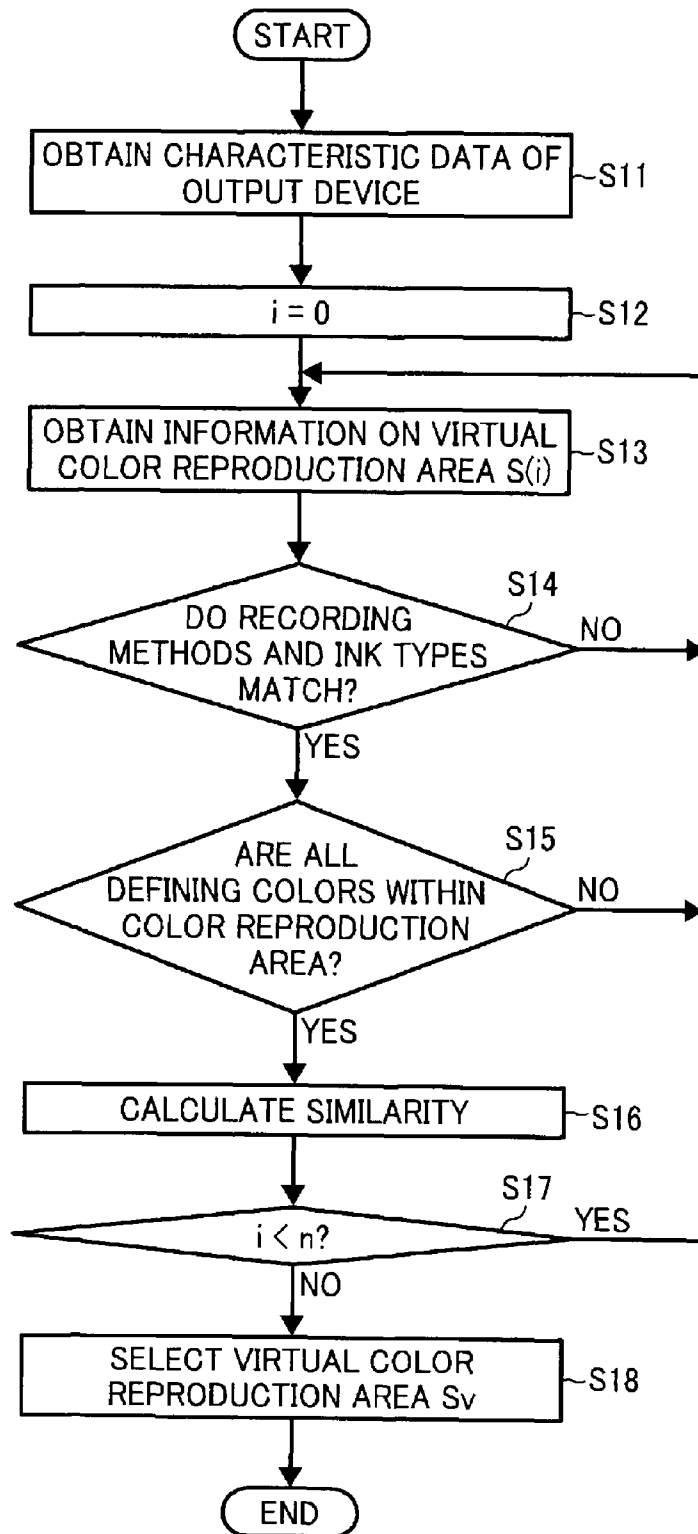 START
OBTAIN CHARACTERISTIC DATA OF
OUTPUT DEVICE
S11
i = 0
S12
OBTAIN INFORMATION ON VIRTUAL
COLOR REPRODUCTION AREA S(i)
S13
S14
DO RECORDING
METHODS AND INK TYPES
MATCH?
NO
YES
S15
ARE ALL
DEFINING COLORS WITHIN
COLOR REPRODUCTION
AREA?
NO
YES
CALCULATE SIMILARITY
S16
S17
i < n?
YES
NO
SELECT VIRTUAL COLOR
REPRODUCTION AREA Sv
S18
END